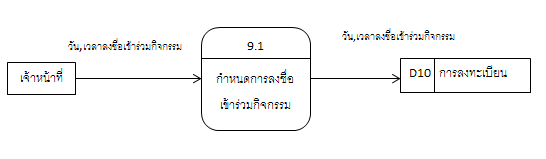 วัน,เวลาลงชื่อเข้าร่วมกิจกรรม
เจ้าหน้าที่
9.1
กำหนดการลงชื่อ
เข้าร่วมกิจกรรม
วัน,เวลาลงชื่อเข้าร่วมกิจกรรม
D10 การลงทะเบียน